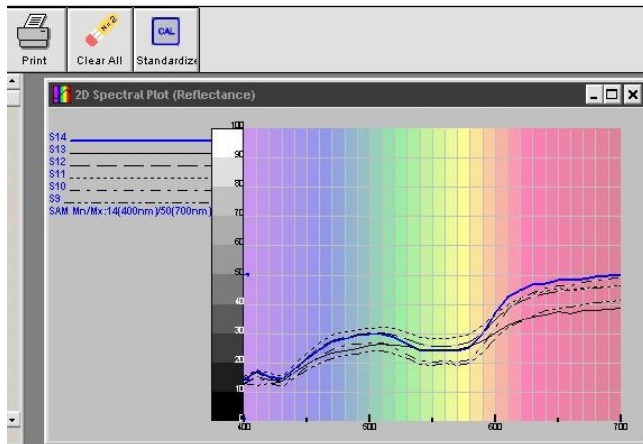 N=2
CAL
Print Clear All Standardize
2D Spectral Plot (Reflectance)
S14
S13
S12
S11
S10
S9
SAM Mn/Mx:14(400nm)/50(700nm)
100
90
80
70
60
50
40
30
20
10
0
400 500 600 700